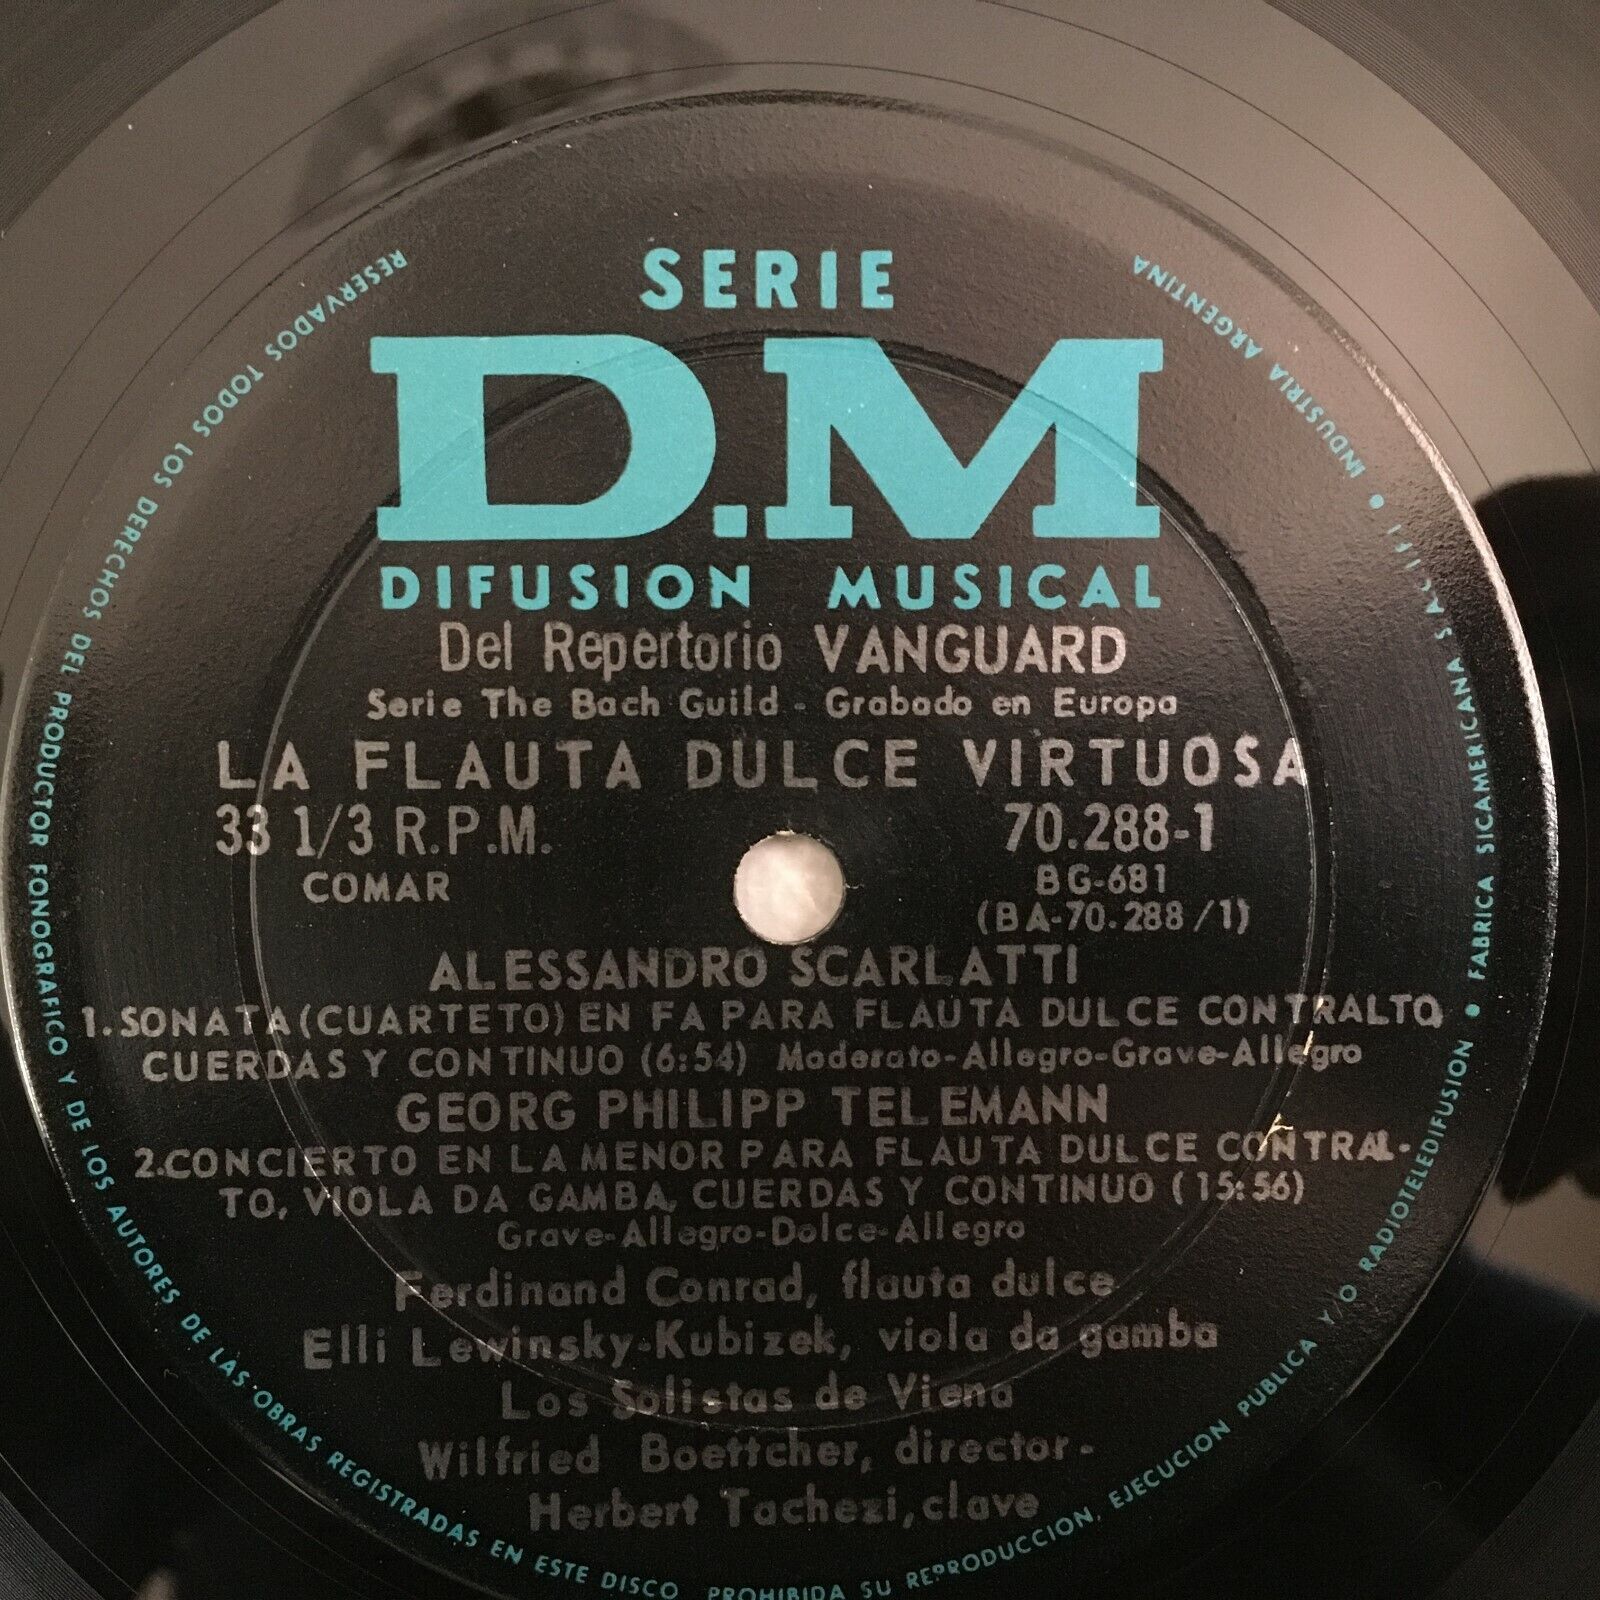 SERIE
D.M
DIFUSION MUSICAL
Del Repertorio VANGUARD
Serie The Bach Guild - Grabado en Europa
LA FLAUTA DULCE VIRTUOSA
33 1/3 R.P.M. 70.288-1
COMAR BG-681
(BA-70.288/1)
ALESSANDRO SCARLATTI
1.SONATA (CUARTETO) EN FA PARA FLAUTA DULCE CONTRALTO
CUERDAS Y CONTINUO (6:54) Moderato-Allegro-Grave-Allegro
GEORG PHILIPP TELEMANN
2.CONCIERTO EN LA MENOR PARA FLAUTA DULCE CONTRAL-
TO, VIOLA DA GAMBA, CUERDAS Y CONTINUO (15:56)
Grave-Allegro-Dolce-Allegro
Ferdinand Conrad, flauta dulce
Elli Lewinsky-Kubizek, viola da gamba
Los Solistas de Viena
Wilfried Boettcher, director-
Herbert Tachezi, clave
RESERVADOS TODOS LOS DERECHOS DEL PRODUCTOR FONOGRAFICO Y DE LOS AUTORES DE LAS OBRAS REGISTRADAS EN ESTE DISCO PROHIBIDA SU REPRODUCCION, EJECUCION PUBLICA Y/O RADIOTELEDIFUSION • FABRICA SICAMERICANA S A C I F I • INDUSTRIA ARGENTINA